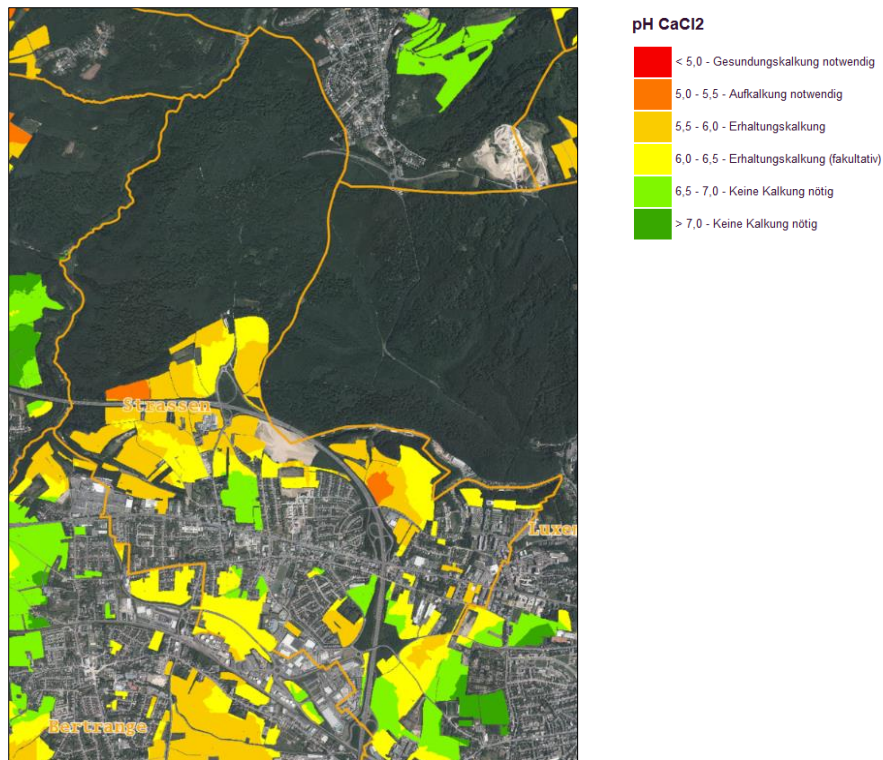 pH CaCl2
< 5,0 - Gesundungskalkung notwendig
5,0 - 5,5 - Aufkalkung notwendig
5,5 - 6,0 - Erhaltungskalkung
6,0 - 6,5 - Erhaltungskalkung (fakultativ)
6,5 - 7,0 - Keine Kalkung nötig
> 7,0 - Keine Kalkung nötig
Strassen
Luxem
Bertrange